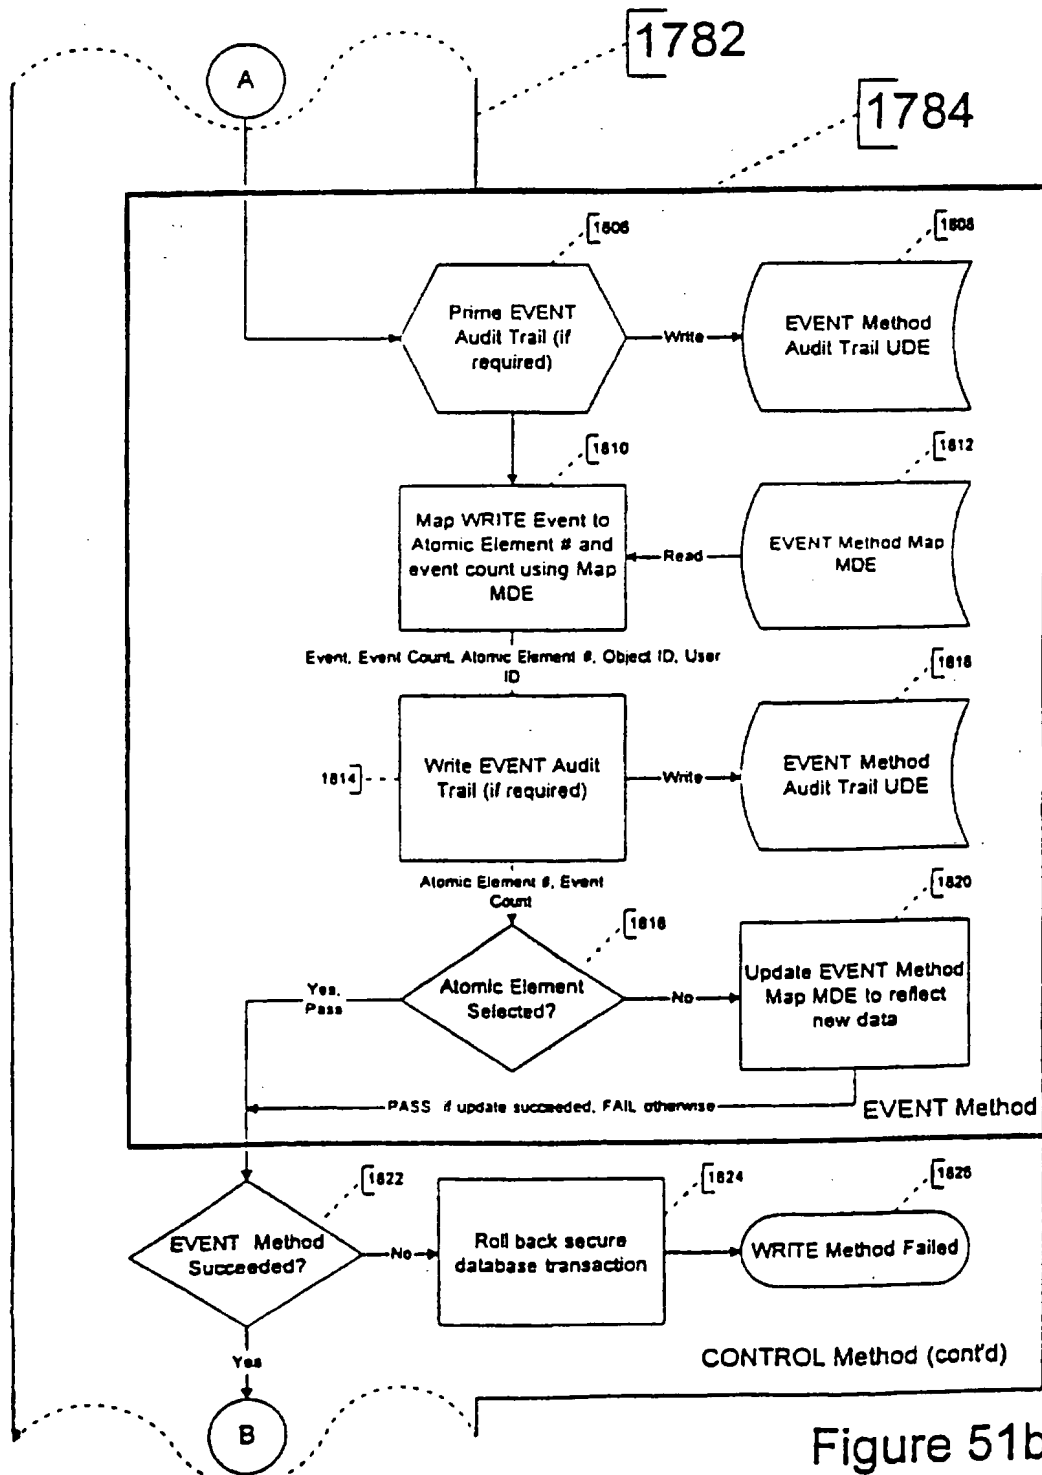 1782
A
1784
1806
1808
Prime EVENT
Audit Trail (if
required)
Write
EVENT Method
Audit Trail UDE
1810
1812
Map WRITE Event to
Atomic Element # and
event count using Map
MDE
Read
EVENT Method Map
MDE
Event, Event Count, Atomic Element #, Object ID, User
ID
1816
1814
Write EVENT Audit
Trail (if required)
Write
EVENT Method
Audit Trail UDE
Atomic Element #, Event
Count
1818
1820
Yes,
Pass
Atomic Element
Selected?
No
Update EVENT Method
Map MDE to reflect
new data
PASS if update succeeded, FAIL otherwise
EVENT Method
1822
1824
1826
EVENT Method
Succeeded?
No
Roll back secure
database transaction
WRITE Method Failed
Yes
CONTROL Method (cont'd)
B
Figure 51b